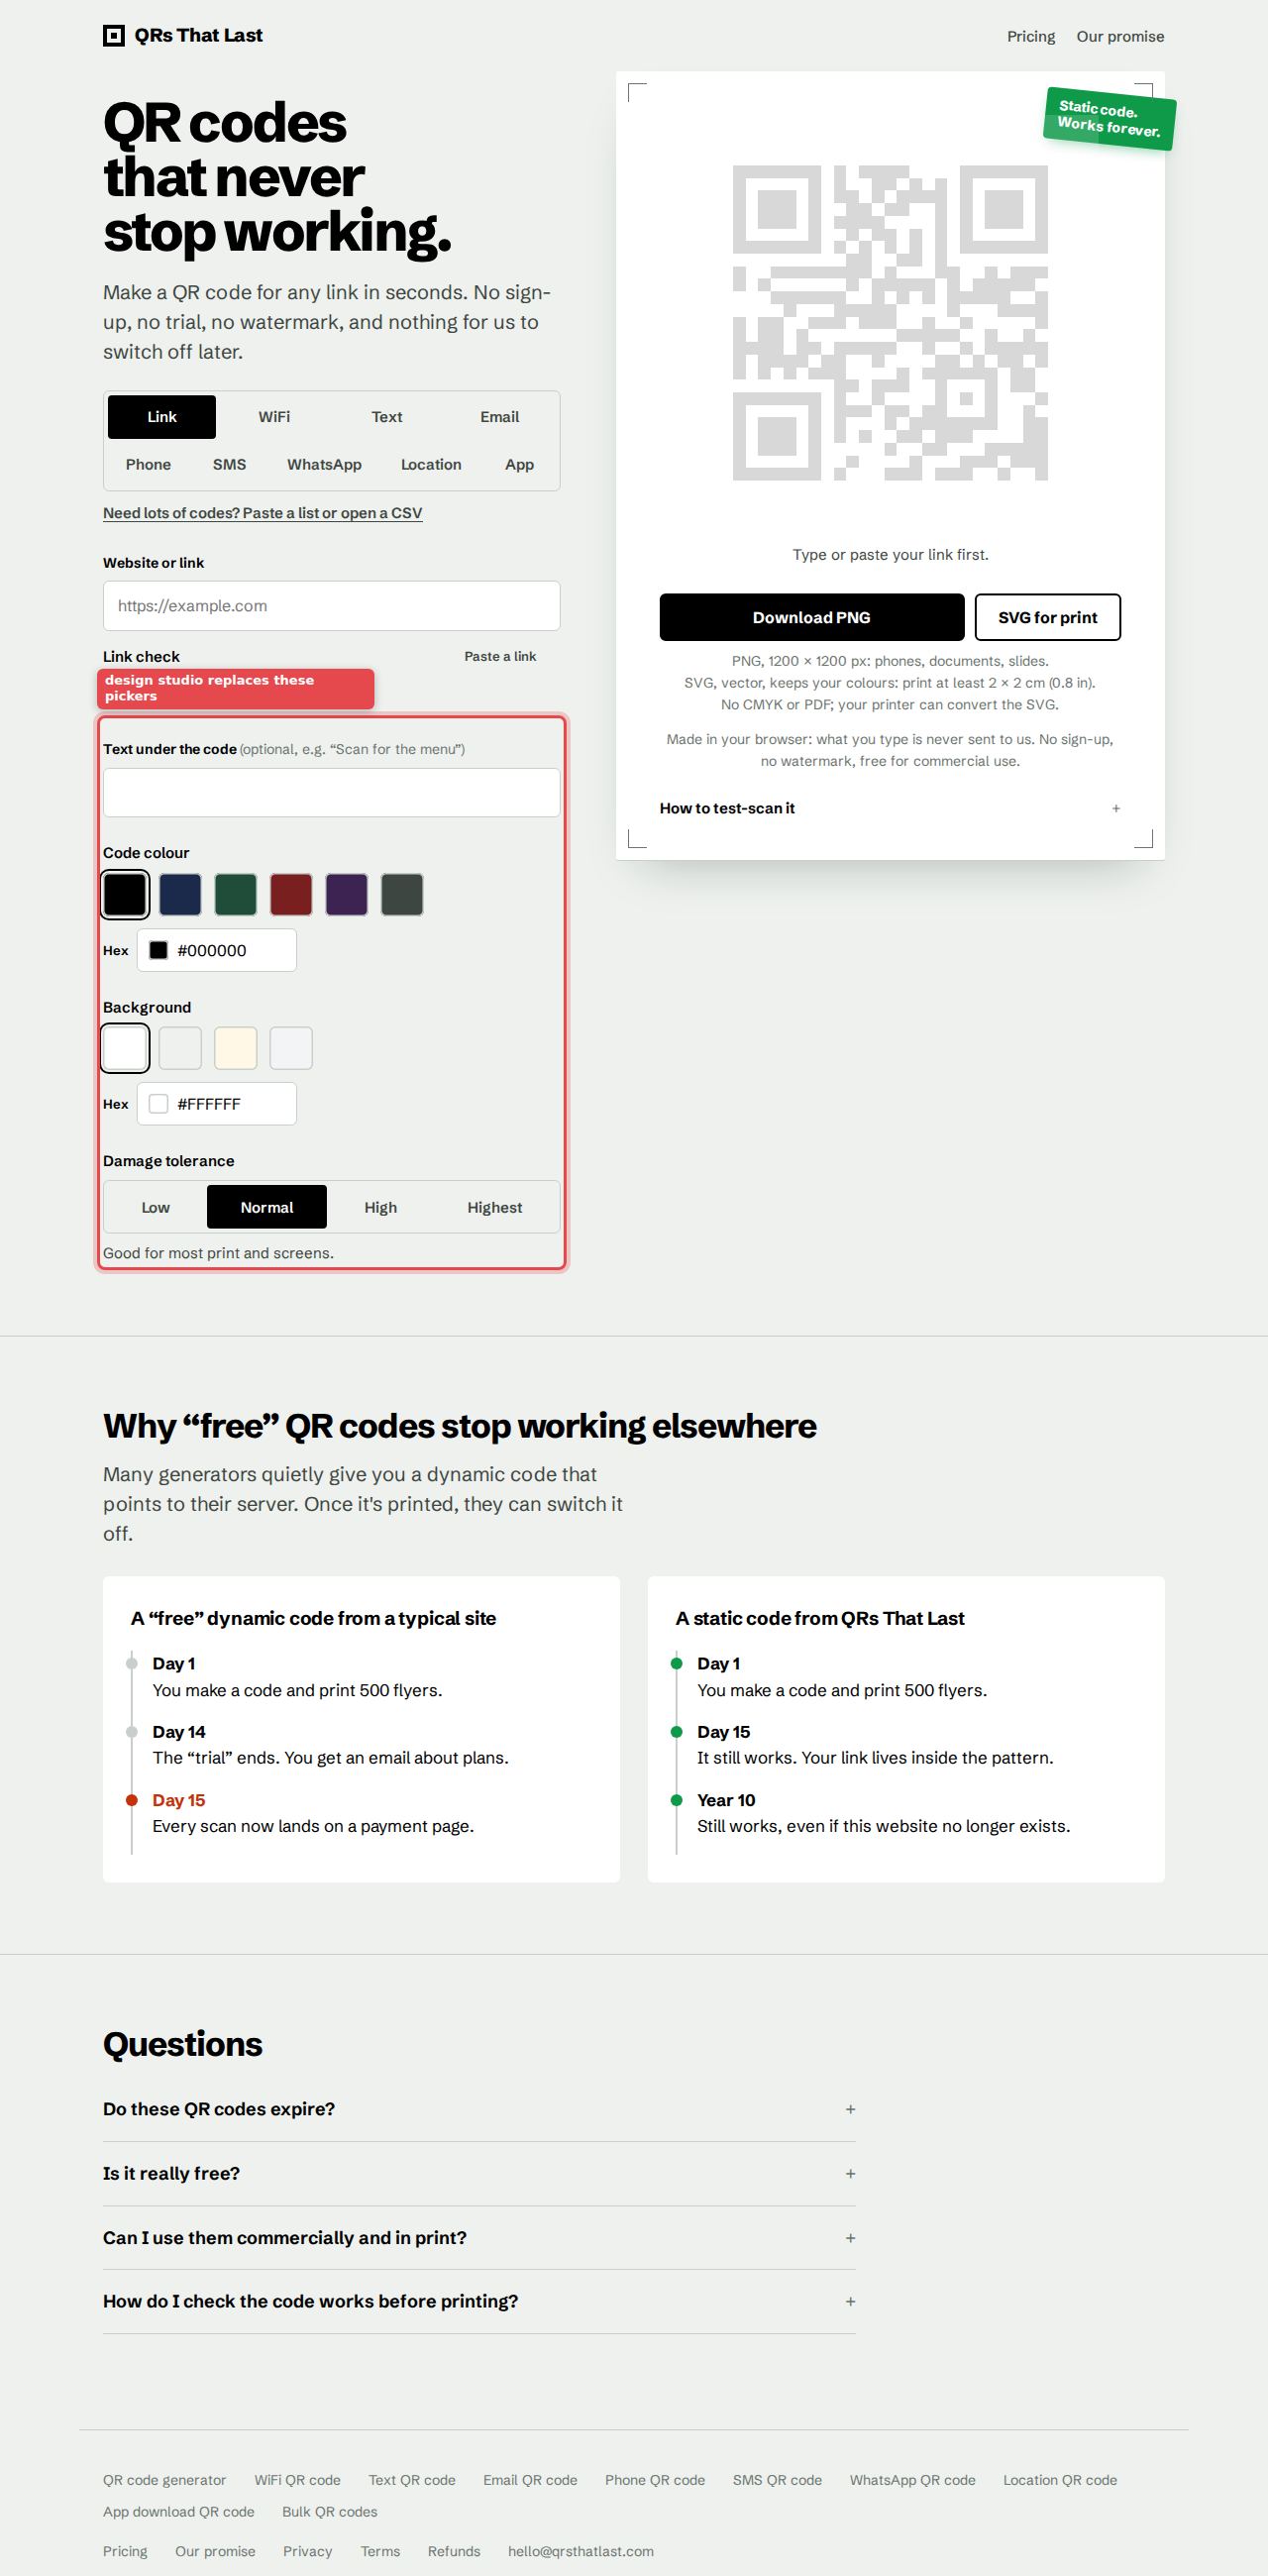 QRs That Last
Pricing Our promise
QR codes
that never
stop working.
Make a QR code for any link in seconds. No sign-
up, no trial, no watermark, and nothing for us to
switch off later.
Link WiFi Text Email
Phone SMS WhatsApp Location App
Need lots of codes? Paste a list or open a CSV
Website or link
https://example.com
Link check Paste a link
design studio replaces these
pickers
Text under the code (optional, e.g. “Scan for the menu”)
Code colour
Hex #000000
Background
Hex #FFFFFF
Damage tolerance
Low Normal High Highest
Good for most print and screens.
Static code.
Works forever.
Type or paste your link first.
Download PNG SVG for print
PNG, 1200 × 1200 px: phones, documents, slides.
SVG, vector, keeps your colours: print at least 2 × 2 cm (0.8 in).
No CMYK or PDF; your printer can convert the SVG.
Made in your browser: what you type is never sent to us. No sign-up,
no watermark, free for commercial use.
How to test-scan it +
Why “free” QR codes stop working elsewhere
Many generators quietly give you a dynamic code that
points to their server. Once it's printed, they can switch it
off.
A “free” dynamic code from a typical site
Day 1
You make a code and print 500 flyers.
Day 14
The “trial” ends. You get an email about plans.
Day 15
Every scan now lands on a payment page.
A static code from QRs That Last
Day 1
You make a code and print 500 flyers.
Day 15
It still works. Your link lives inside the pattern.
Year 10
Still works, even if this website no longer exists.
Questions
Do these QR codes expire? +
Is it really free? +
Can I use them commercially and in print? +
How do I check the code works before printing? +
QR code generator WiFi QR code Text QR code Email QR code Phone QR code SMS QR code WhatsApp QR code Location QR code
App download QR code Bulk QR codes
Pricing Our promise Privacy Terms Refunds hello@qrsthatlast.com